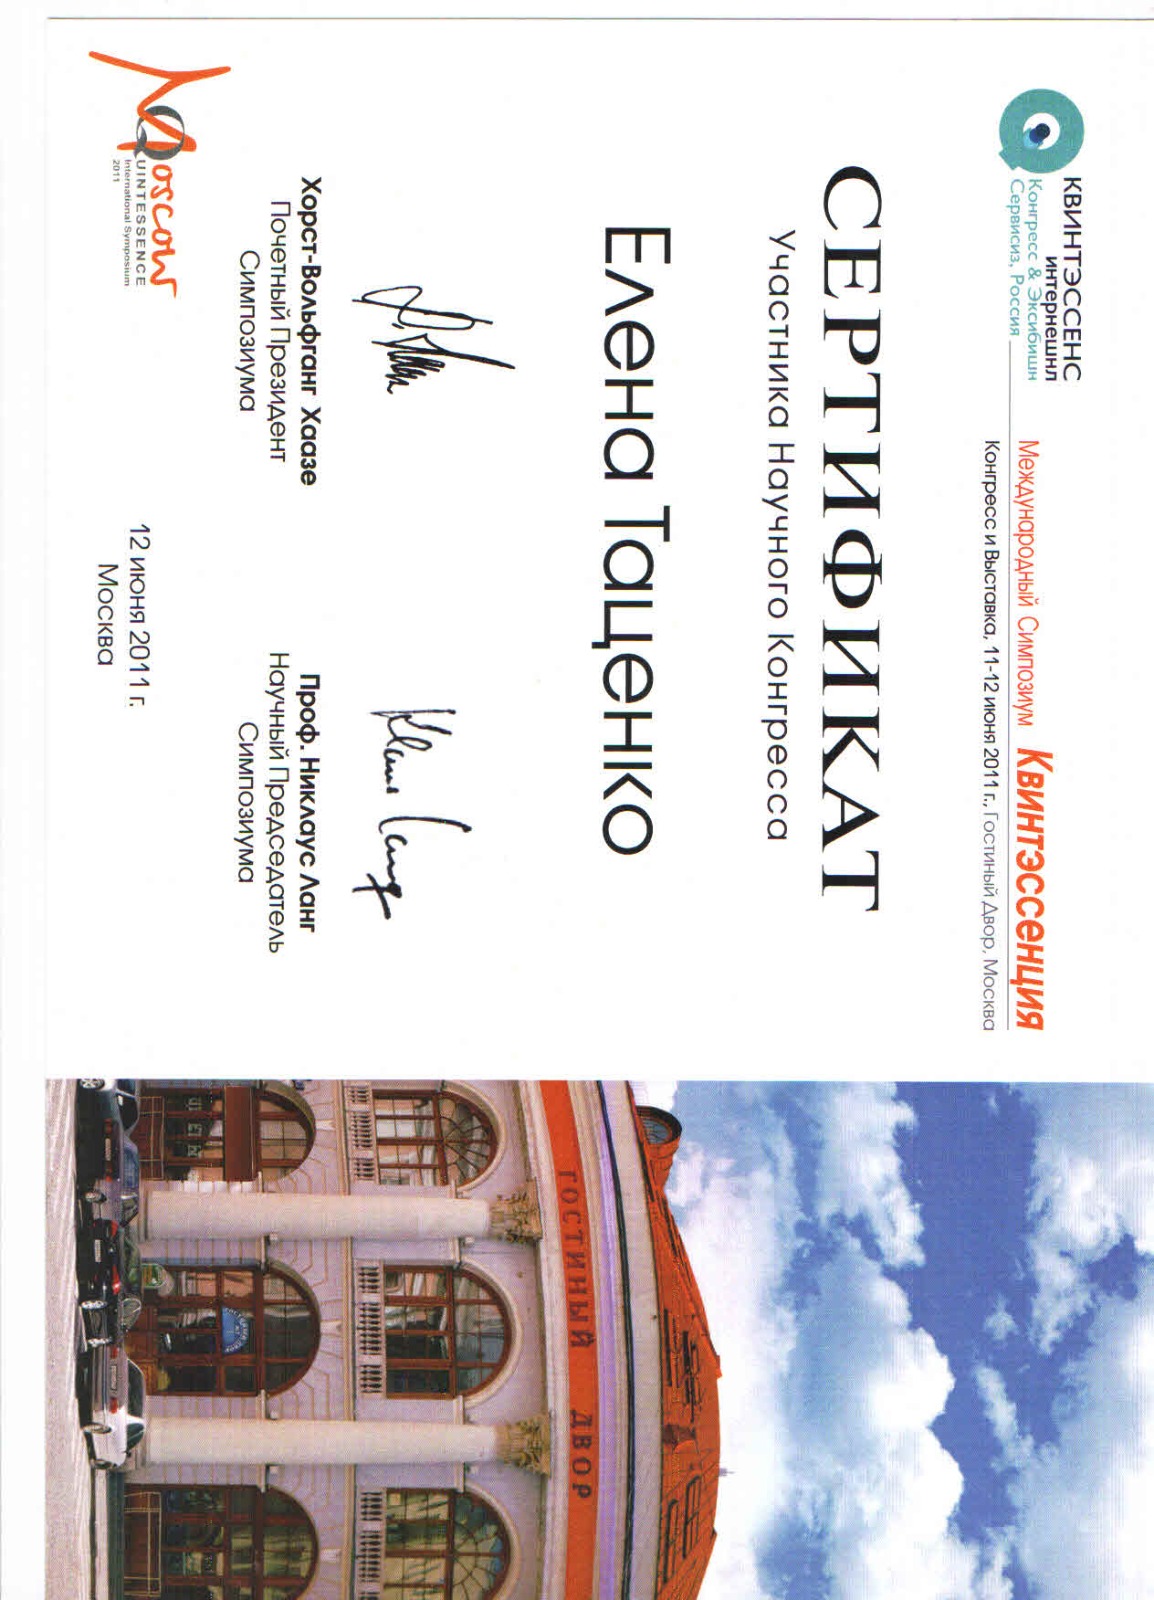 КВИНТЭССЕНС
интернешнл
Конгресс & Эксибишн
Сервисиз, Россия
Международный Симпозиум Квинтэссенция
Конгресс и Выставка, 11-12 июня 2011 г., Гостиный Двор, Москва
СЕРТИФИКАТ
Участника Научного Конгресса
Елена Таценко
ГОСТИНЫЙ ДВОР
Klaus Lang
Хорст-Вольфганг Хаазе
Почетный Президент
Симпозиума
Проф. Никлаус Ланг
Научный Председатель
Симпозиума
Moscow
QUINTESSENCE
International Symposium
2011
12 июня 2011 г.
Москва